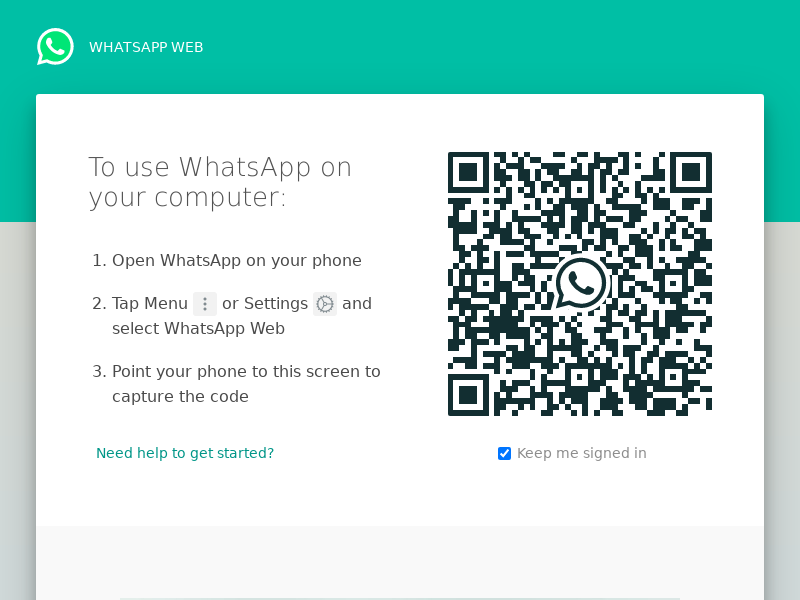 WHATSAPP WEB
To use WhatsApp on
your computer:
1. Open WhatsApp on your phone
2. Tap Menu or Settings and
select WhatsApp Web
3. Point your phone to this screen to
capture the code
Need help to get started?
Keep me signed in